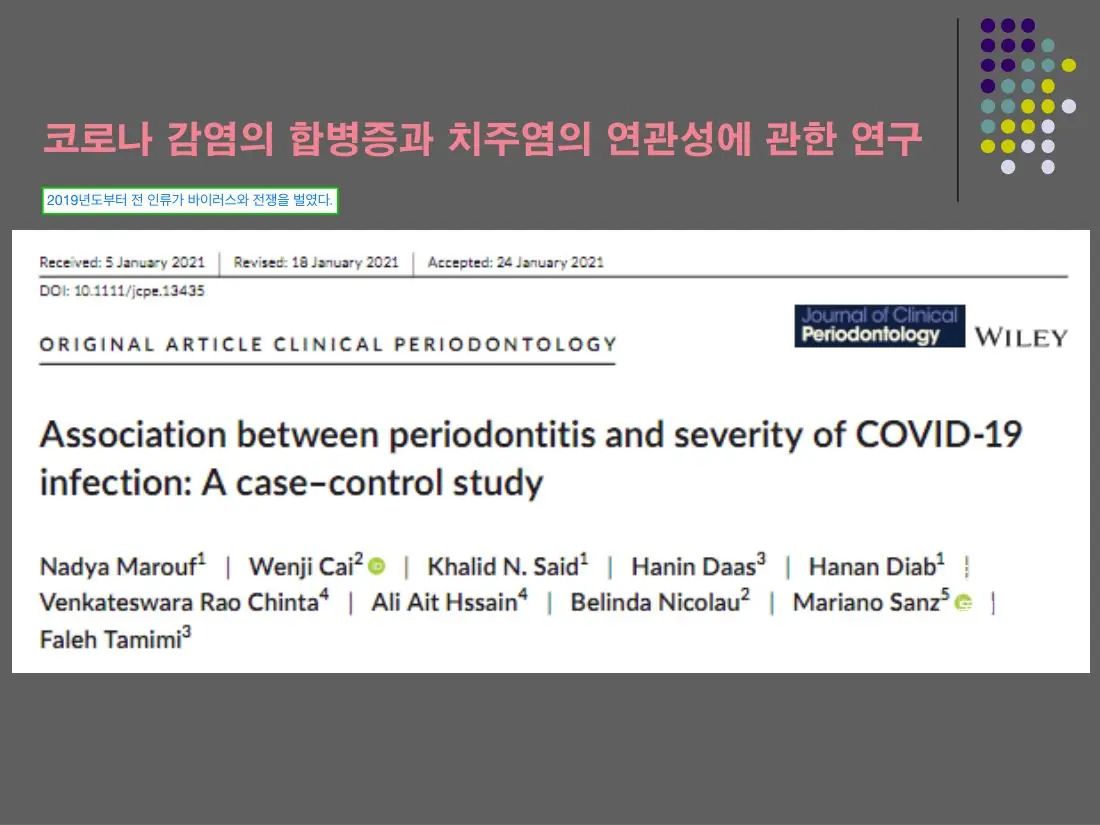 코로나 감염의 합병증과 치주염의 연관성에 관한 연구
2019년도부터 전 인류가 바이러스와 전쟁을 벌였다.
Received: 5 January 2021 | Revised: 18 January 2021 | Accepted: 24 January 2021
DOI: 10.1111/jcpe.13435
Journal of Clinical
Periodontology WILEY
ORIGINAL ARTICLE CLINICAL PERIODONTOLOGY
Association between periodontitis and severity of COVID-19
infection: A case–control study
Nadya Marouf1 | Wenji Cai2 | Khalid N. Said1 | Hanin Daas3 | Hanan Diab1 |
Venkateswara Rao Chinta4 | Ali Ait Hssain4 | Belinda Nicolau2 | Mariano Sanz5 |
Faleh Tamimi3